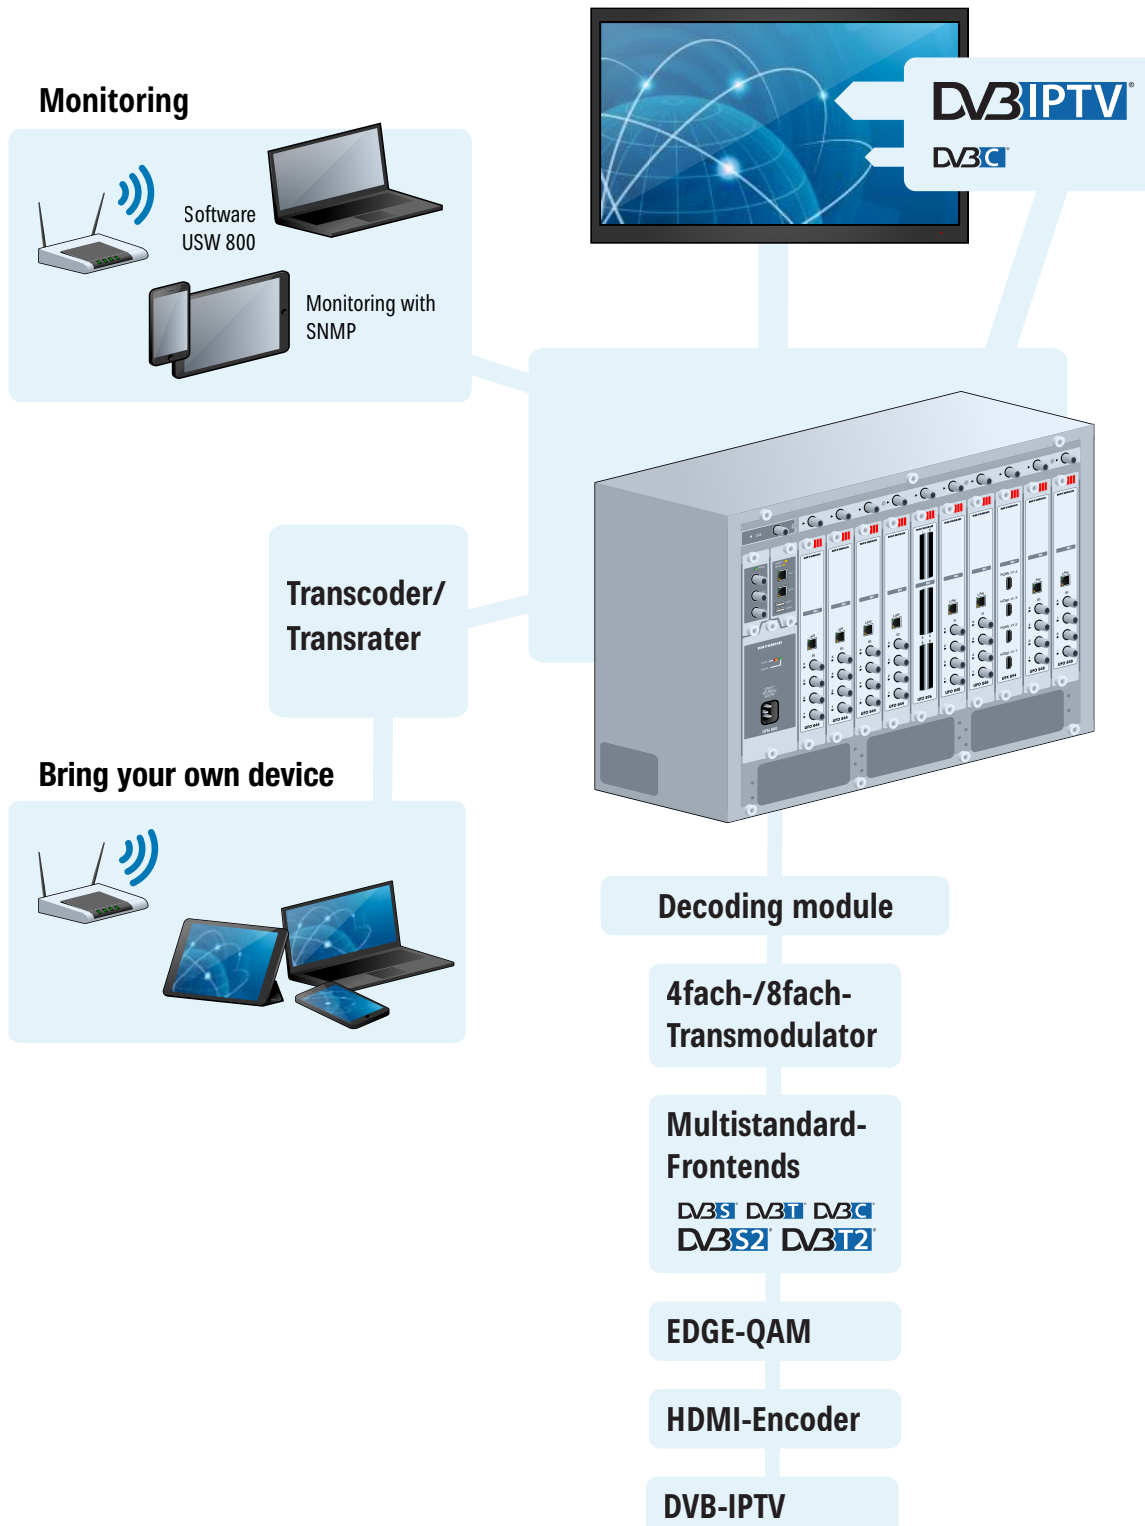 Monitoring
DVB IPTV
DVB C
Software
USW 800
Monitoring with
SNMP
Transcoder/
Transrater
Bring your own device
Decoding module
4fach-/8fach-
Transmodulator
Multistandard-
Frontends
DVB S DVB T DVB C
DVB S2 DVB T2
EDGE-QAM
HDMI-Encoder
DVB-IPTV